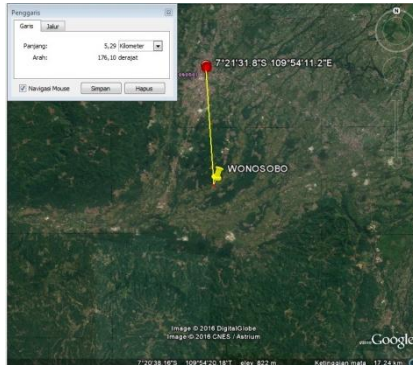 Penggaris
Garis Jalur
Panjang: 5,29 Kilometer
Arah: 176,10 derajat
Navigasi Mouse Simpan Hapus
7°21'31.8"S 109°54'11.2"E
WONOSOBO
Image © 2016 DigitalGlobe
Image © 2016 CNES / Astrium
Google
7°20'38.16"S 109°54'20.18"T elev 822 m Ketinggian mata 17.24 km